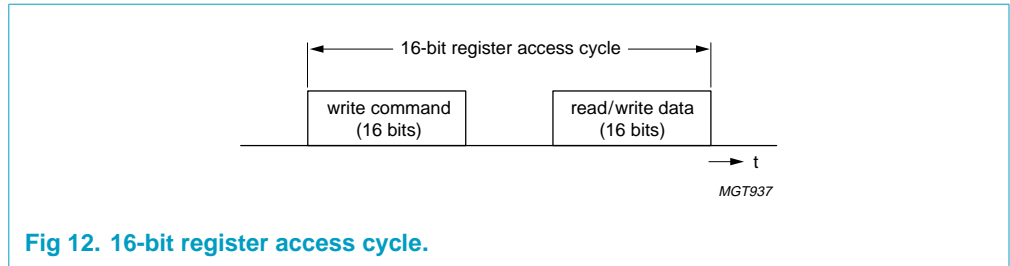 16-bit register access cycle
write command
(16 bits)
read/write data
(16 bits)
t
MGT937
Fig 12. 16-bit register access cycle.